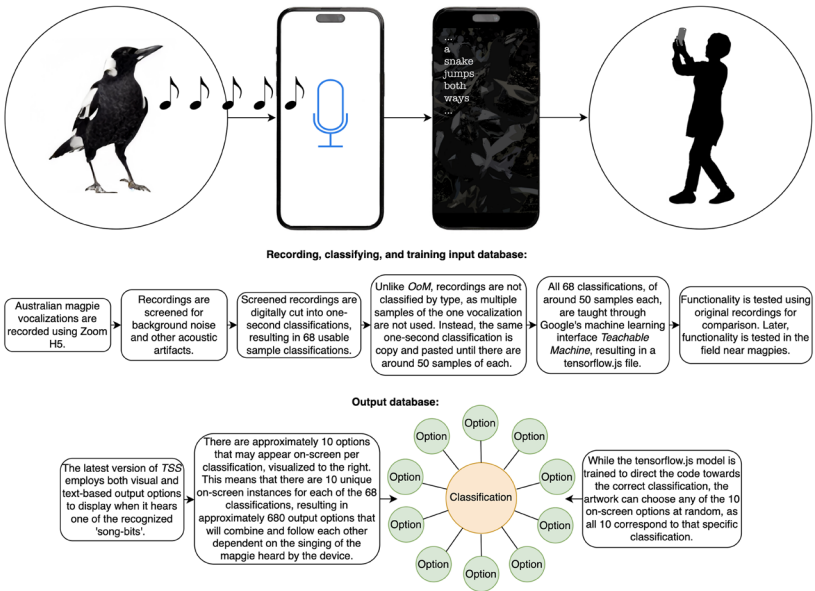 ...
a
snake
jumps
both
ways
...
Recording, classifying, and training input database:
Australian magpie
vocalizations are
recorded using Zoom
H5.
Recordings are
screened for
background noise
and other acoustic
artifacts.
Screened recordings are
digitally cut into one-
second classifications,
resulting in 68 usable
sample classifications.
Unlike OoM, recordings are not
classified by type, as multiple
samples of the one vocalization
are not used. Instead, the same
one-second classification is
copy and pasted until there are
around 50 samples of each.
All 68 classifications, of
around 50 samples each,
are taught through
Google's machine learning
interface Teachable
Machine, resulting in a
tensorflow.js file.
Functionality is tested using
original recordings for
comparison. Later,
functionality is tested in the
field near magpies.
Output database:
The latest version of TSS
employs both visual and
text-based output options
to display when it hears
one of the recognized
'song-bits'.
There are approximately 10 options
that may appear on-screen per
classification, visualized to the right.
This means that there are 10 unique
on-screen instances for each of the 68
classifications, resulting in
approximately 680 output options that
will combine and follow each other
dependent on the singing of the
mapgie heard by the device.
Option
Option
Option
Option
Option
Classification
Option
Option
Option
Option
Option
While the tensorflow.js model is
trained to direct the code towards
the correct classification, the
artwork can choose any of the 10
on-screen options at random, as
all 10 correspond to that specific
classification.